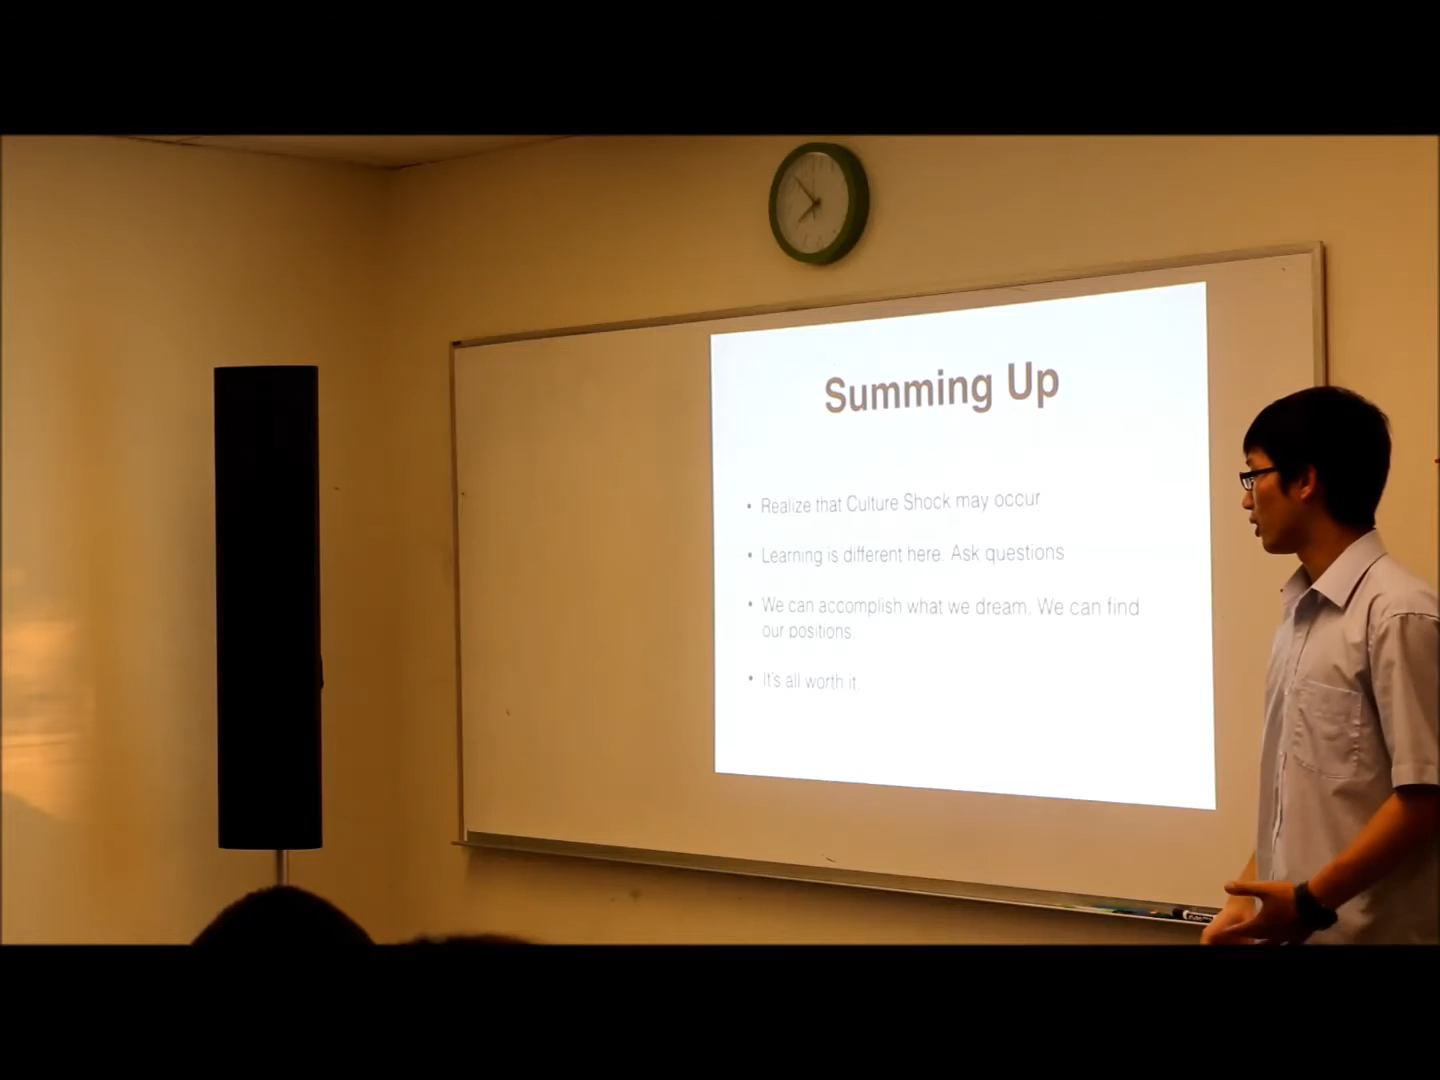 Summing Up
• Realize that Culture Shock may occur
• Learning is different here. Ask questions
• We can accomplish what we dream. We can find
our positions.
• It's all worth it.